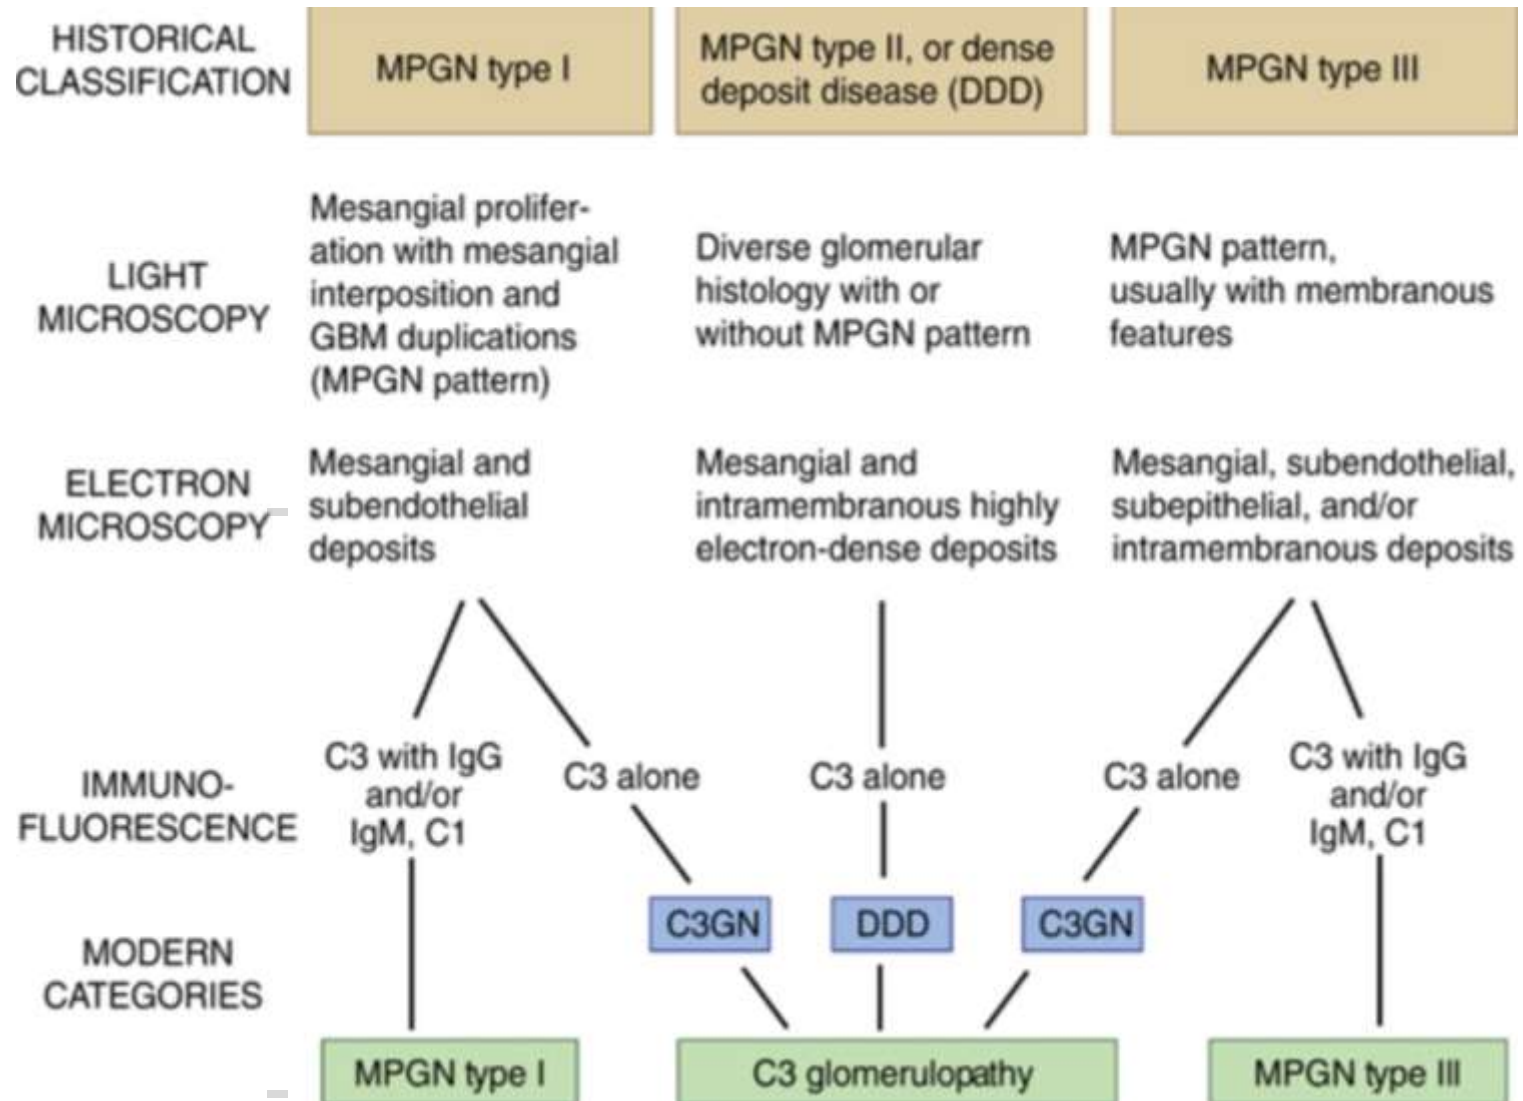 HISTORICAL
CLASSIFICATION
MPGN type I
MPGN type II, or dense
deposit disease (DDD)
MPGN type III
LIGHT
MICROSCOPY
Mesangial prolifer-
ation with mesangial
interposition and
GBM duplications
(MPGN pattern)
Diverse glomerular
histology with or
without MPGN pattern
MPGN pattern,
usually with membranous
features
ELECTRON
MICROSCOPY
Mesangial and
subendothelial
deposits
Mesangial and
intramembranous highly
electron-dense deposits
Mesangial, subendothelial,
subepithelial, and/or
intramembranous deposits
IMMUNO-
FLUORESCENCE
C3 with IgG
and/or
IgM, C1
C3 alone
C3 alone
C3 alone
C3 with IgG
and/or
IgM, C1
MODERN
CATEGORIES
C3GN
DDD
C3GN
MPGN type I
C3 glomerulopathy
MPGN type III